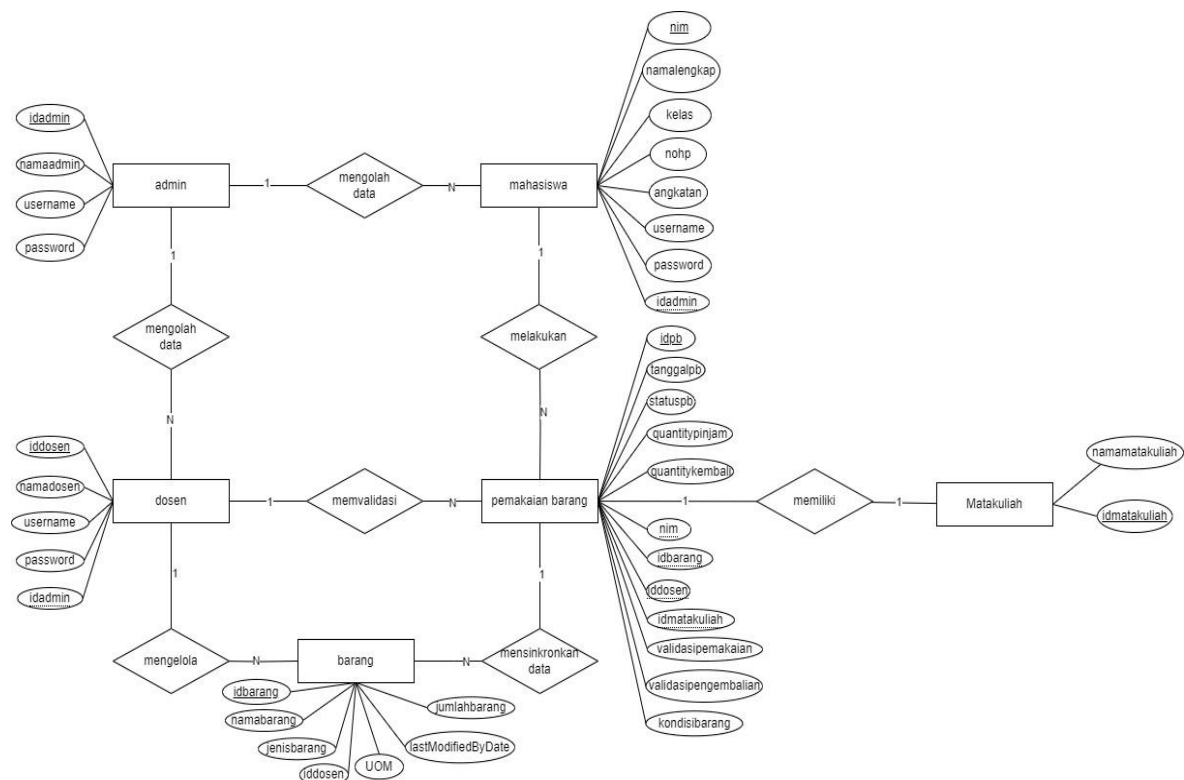 nim
namalengkap
kelas
nohp
angkatan
username
password
idadmin
idadmin
namaadmin
username
password
admin
1
mengolah
data
N
mahasiswa
1
mengolah
data
N
1
melakukan
N
iddosen
namadosen
username
password
idadmin
dosen
1
memvalidasi
N
pemakaian barang
idpb
tanggalpb
statuspb
quantitypinjam
quantitykembali
nim
idbarang
iddosen
idmatakuliah
validasipemakaian
validasipengembalian
kondisibarang
1
memiliki
1
Matakuliah
namamatakuliah
idmatakuliah
1
mengelola
N
barang
N
mensinkronkan
data
1
idbarang
namabarang
jenisbarang
iddosen
UOM
lastModifiedByDate
jumlahbarang